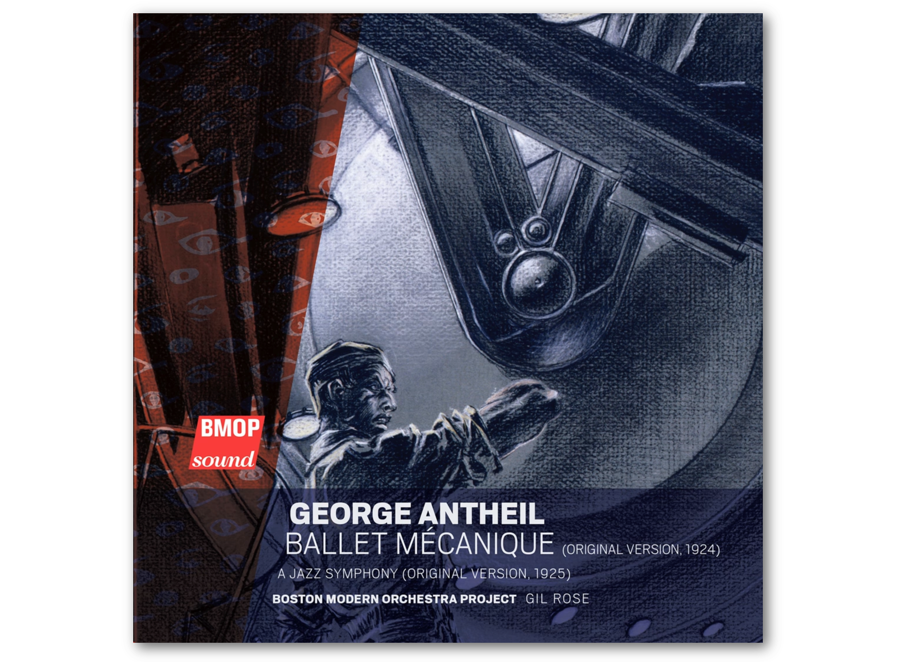 BMOP
sound
GEORGE ANTHEIL
BALLET MÉCANIQUE (ORIGINAL VERSION, 1924)
A JAZZ SYMPHONY (ORIGINAL VERSION, 1925)
BOSTON MODERN ORCHESTRA PROJECT GIL ROSE